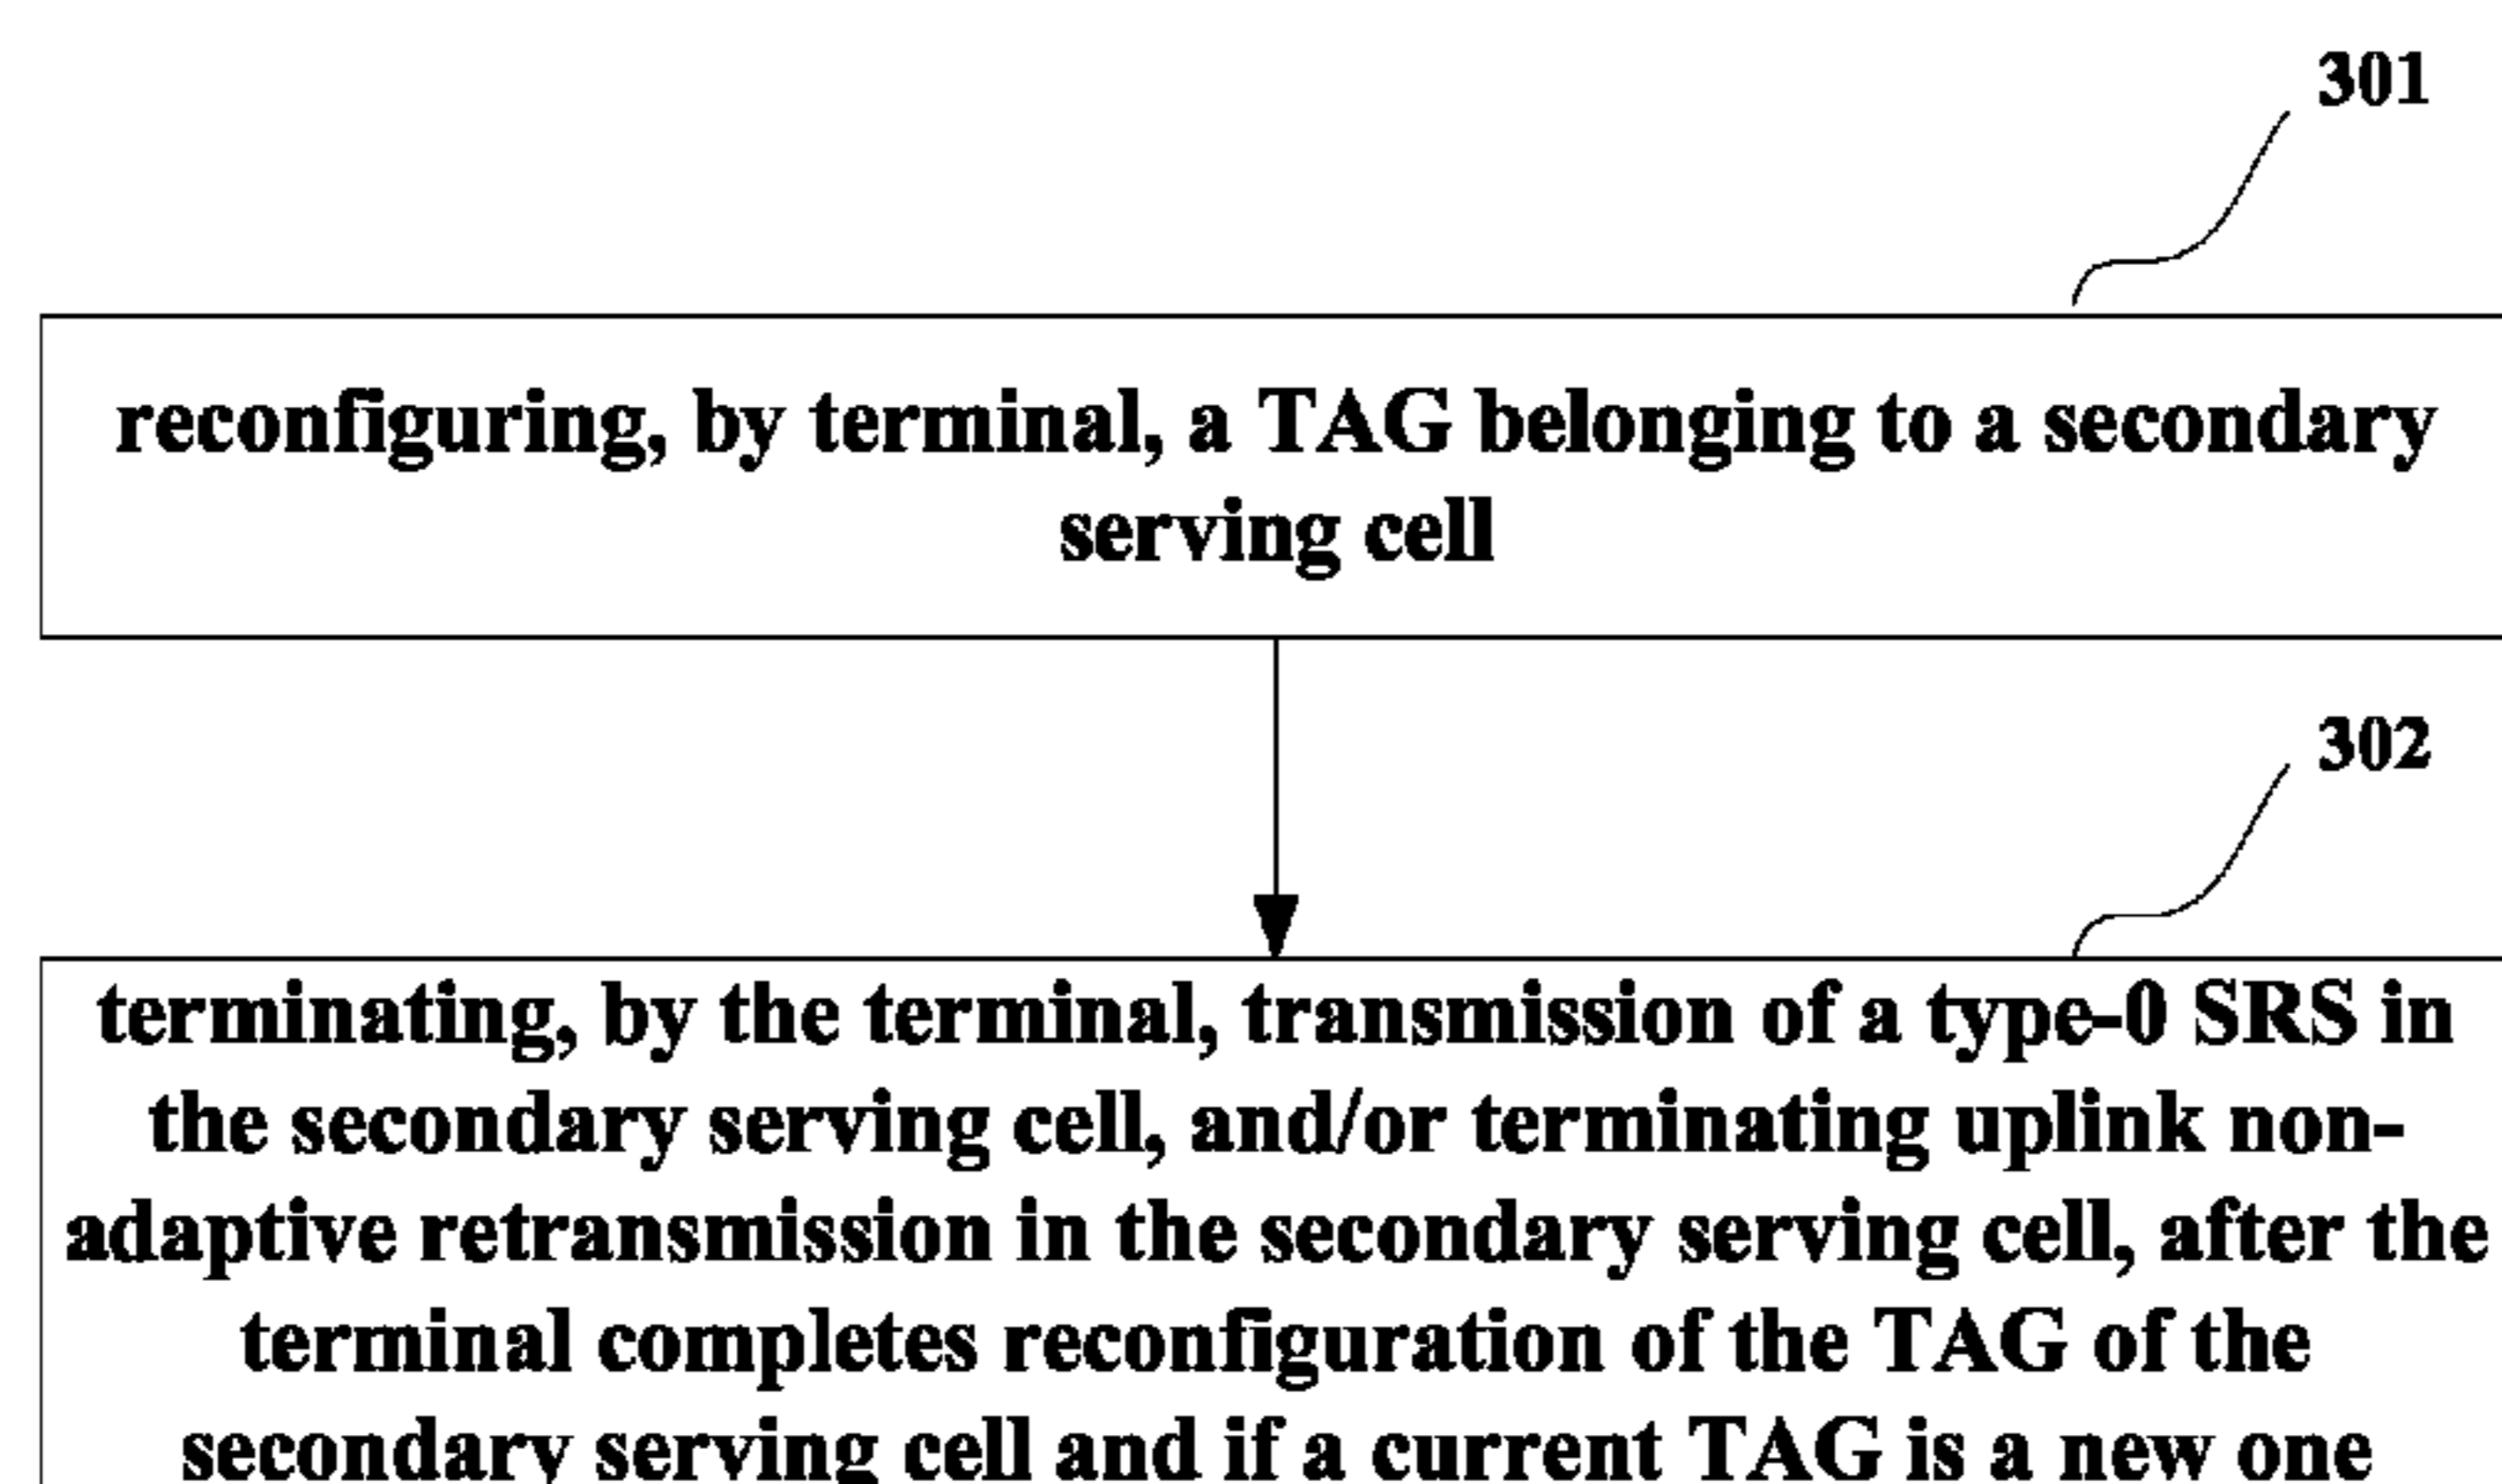 301
reconfiguring, by terminal, a TAG belonging to a secondary
serving cell
302
terminating, by the terminal, transmission of a type-0 SRS in
the secondary serving cell, and/or terminating uplink non-
adaptive retransmission in the secondary serving cell, after the
terminal completes reconfiguration of the TAG of the
secondary serving cell and if a current TAG is a new one